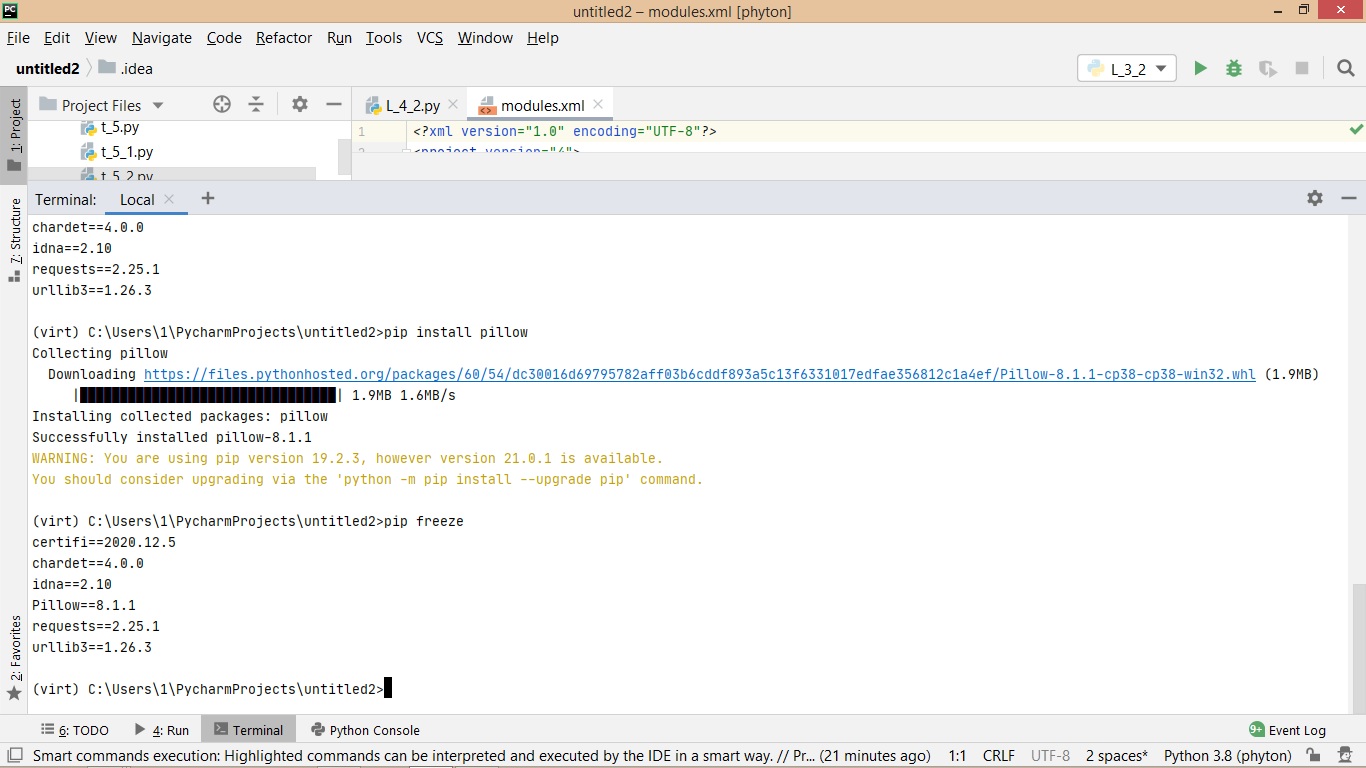 untitled2 – modules.xml [phyton]
File Edit View Navigate Code Refactor Run Tools VCS Window Help
untitled2 .idea L_3_2
1: Project Project Files L_4_2.py modules.xml
t_5.py
t_5_1.py
t_5_2.py
1 <?xml version="1.0" encoding="UTF-8"?>
2 <project version="4">
Terminal: Local +
7: Structure
chardet==4.0.0
idna==2.10
requests==2.25.1
urllib3==1.26.3
(virt) C:\Users\1\PycharmProjects\untitled2>pip install pillow
Collecting pillow
Downloading https://files.pythonhosted.org/packages/60/54/dc30016d69795782aff03b6cddf893a5c13f6331017edfae356812c1a4ef/Pillow-8.1.1-cp38-cp38-win32.whl (1.9MB)
|████████████████████████████████| 1.9MB 1.6MB/s
Installing collected packages: pillow
Successfully installed pillow-8.1.1
WARNING: You are using pip version 19.2.3, however version 21.0.1 is available.
You should consider upgrading via the 'python -m pip install --upgrade pip' command.
(virt) C:\Users\1\PycharmProjects\untitled2>pip freeze
certifi==2020.12.5
chardet==4.0.0
idna==2.10
Pillow==8.1.1
requests==2.25.1
urllib3==1.26.3
(virt) C:\Users\1\PycharmProjects\untitled2>
2: Favorites
6: TODO 4: Run Terminal Python Console 9+ Event Log
Smart commands execution: Highlighted commands can be interpreted and executed by the IDE in a smart way. // Pr... (21 minutes ago) 1:1 CRLF UTF-8 2 spaces* Python 3.8 (phyton)